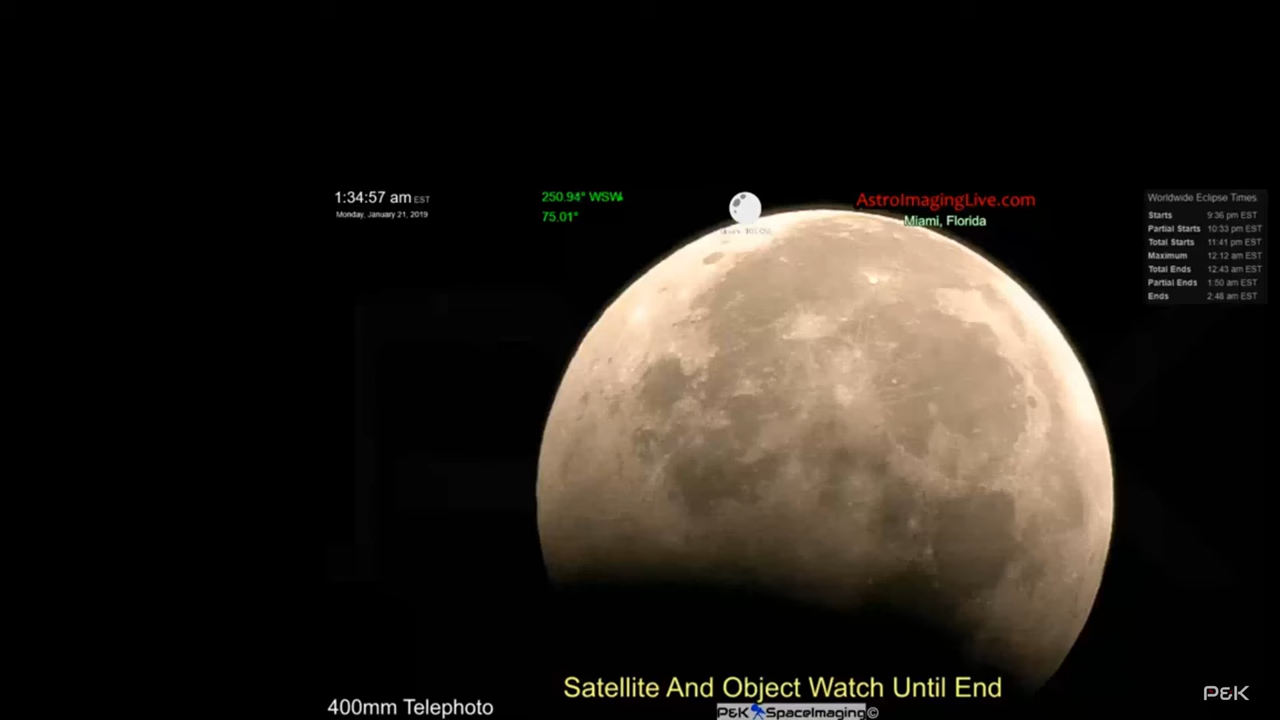 1:34:57 am EST
Monday, January 21, 2019
250.94° WSW
75.01°
AstroImagingLive.com
Miami, Florida
Worldwide Eclipse Times
Starts 9:36 pm EST
Partial Starts 10:33 pm EST
Total Starts 11:41 pm EST
Maximum 12:12 am EST
Total Ends 12:43 am EST
Partial Ends 1:50 am EST
Ends 2:48 am EST
Satellite And Object Watch Until End
400mm Telephoto
P&K SpaceImaging©
P&K